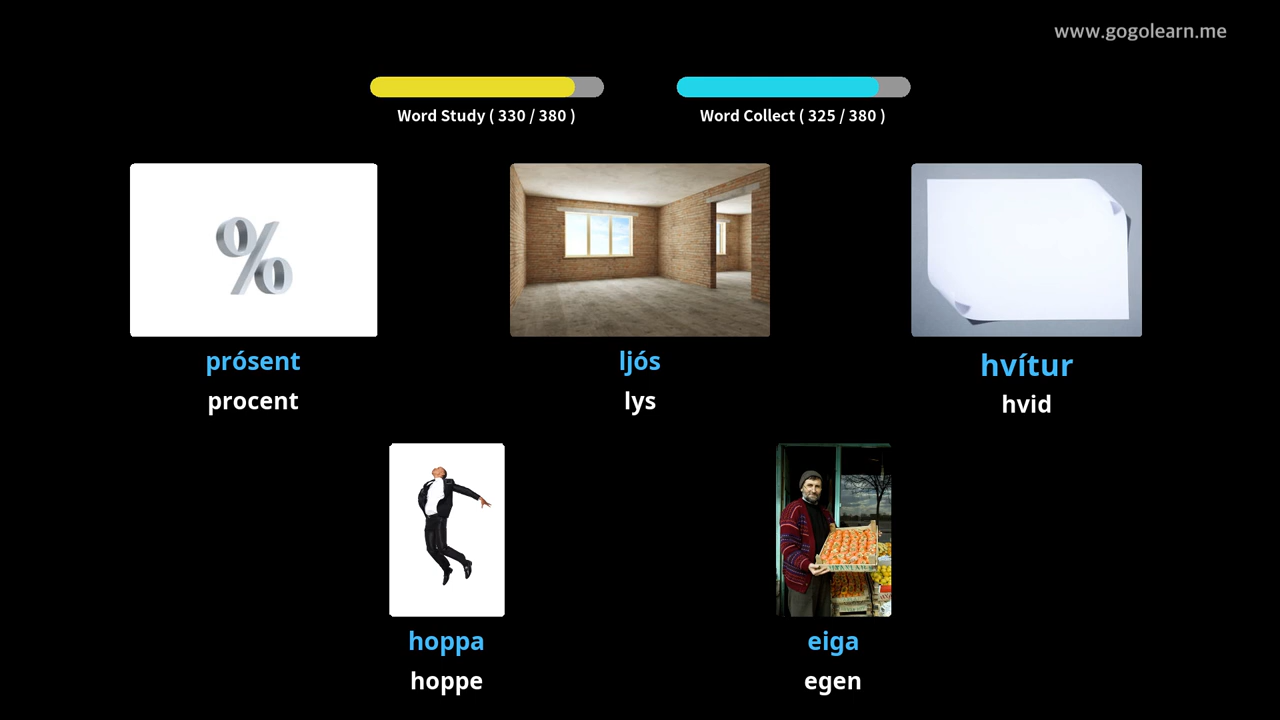 www.gogolearn.me
Word Study ( 330 / 380 )
Word Collect ( 325 / 380 )
prósent
procent
ljós
lys
hvítur
hvid
hoppa
hoppe
eiga
egen